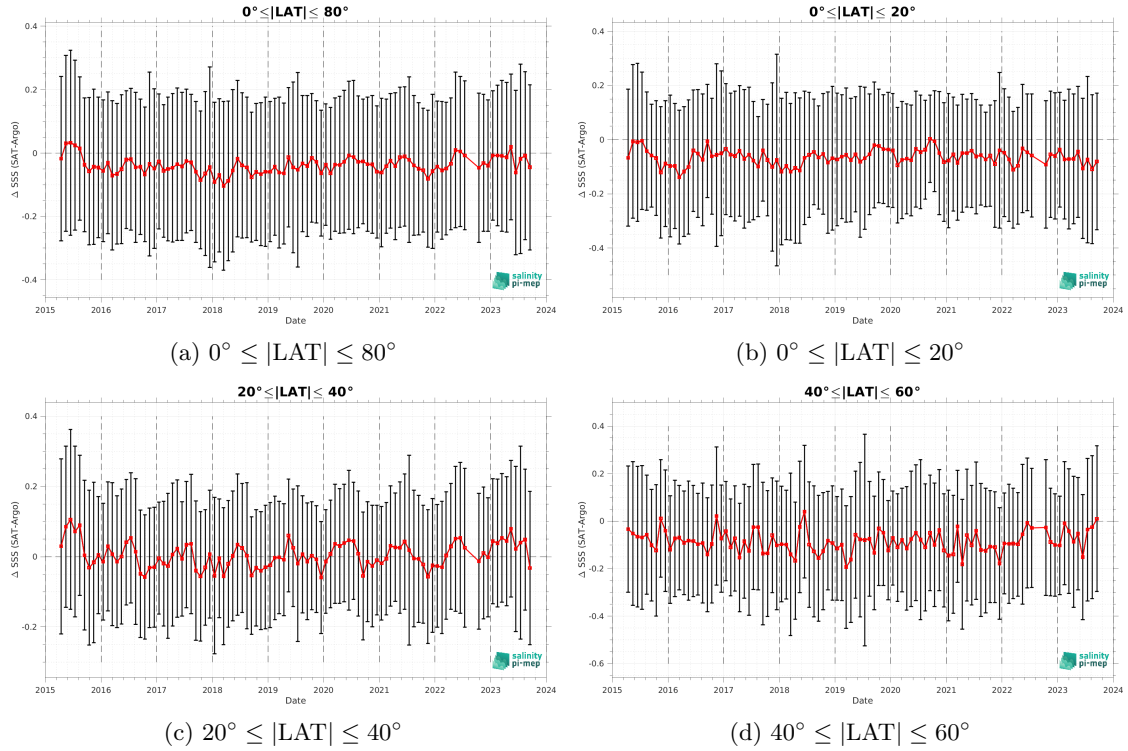 0°≤|LAT|≤ 80°
0.4
0.2
0
-0.2
-0.4
Δ SSS (SAT-Argo)
2015 2016 2017 2018 2019 2020 2021 2022 2023 2024
Date
salinity
pi-mep
(a) 0° ≤ |LAT| ≤ 80°
0°≤|LAT|≤ 20°
0.4
0.2
0
-0.2
-0.4
Δ SSS (SAT-Argo)
2015 2016 2017 2018 2019 2020 2021 2022 2023 2024
Date
salinity
pi-mep
(b) 0° ≤ |LAT| ≤ 20°
20°≤|LAT|≤ 40°
0.4
0.2
0
-0.2
Δ SSS (SAT-Argo)
2015 2016 2017 2018 2019 2020 2021 2022 2023 2024
Date
salinity
pi-mep
(c) 20° ≤ |LAT| ≤ 40°
40°≤|LAT|≤ 60°
0.4
0.2
0
-0.2
-0.4
-0.6
Δ SSS (SAT-Argo)
2015 2016 2017 2018 2019 2020 2021 2022 2023 2024
Date
salinity
pi-mep
(d) 40° ≤ |LAT| ≤ 60°